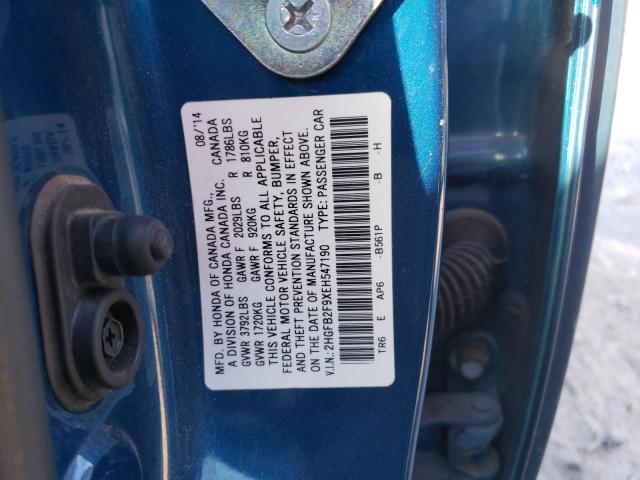 MFD. BY HONDA OF CANADA MFG. 08/'14
A DIVISION OF HONDA CANADA INC. CANADA
GVWR 3792LBS GAWR F 2029LBS R 1786LBS
GVWR 1720KG GAWR F 920KG R 810KG
THIS VEHICLE CONFORMS TO ALL APPLICABLE
FEDERAL MOTOR VEHICLE SAFETY, BUMPER,
AND THEFT PREVENTION STANDARDS IN EFFECT
ON THE DATE OF MANUFACTURE SHOWN ABOVE.
V.I.N.: 2HGFB2F9XEH547190 TYPE: PASSENGER CAR
TR6 E AP6 -B561P -B -H